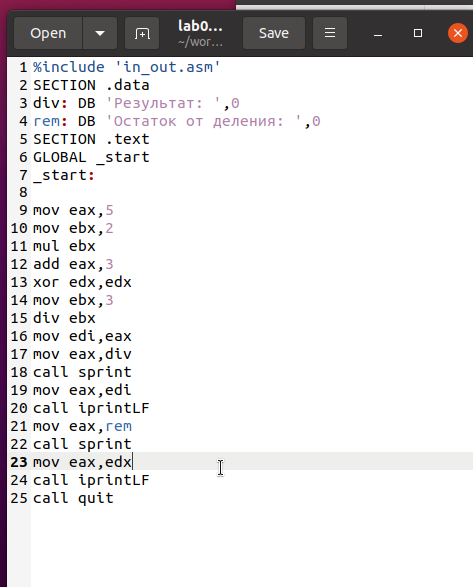 Open
lab0...
~/wor...
Save
1 %include 'in_out.asm'
2 SECTION .data
3 div: DB 'Результат: ',0
4 rem: DB 'Остаток от деления: ',0
5 SECTION .text
6 GLOBAL _start
7 _start:
8
9 mov eax,5
10 mov ebx,2
11 mul ebx
12 add eax,3
13 xor edx,edx
14 mov ebx,3
15 div ebx
16 mov edi,eax
17 mov eax,div
18 call sprint
19 mov eax,edi
20 call iprintLF
21 mov eax,rem
22 call sprint
23 mov eax,edx
24 call iprintLF
25 call quit